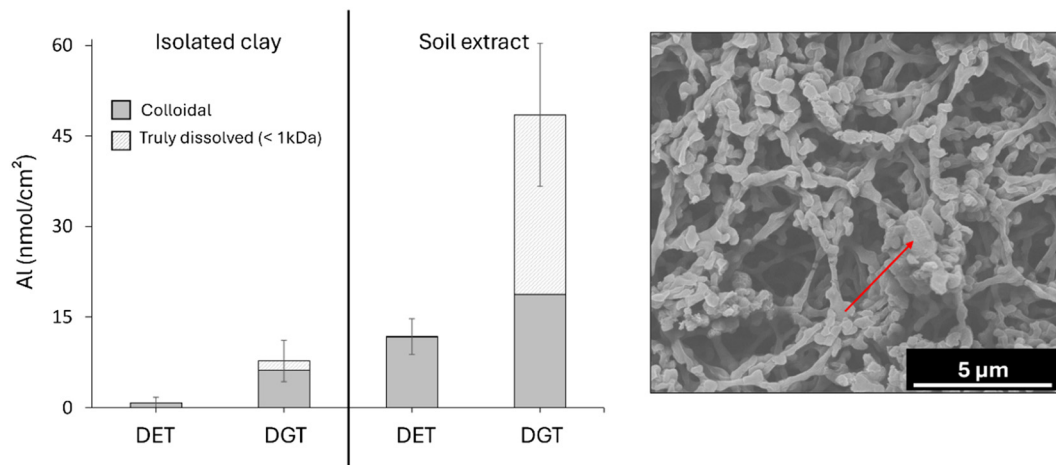 Isolated clay
Soil extract
Colloidal
Truly dissolved (< 1kDa)
Al (nmol/cm²)
60
45
30
15
0
DET
DGT
DET
DGT
5 µm